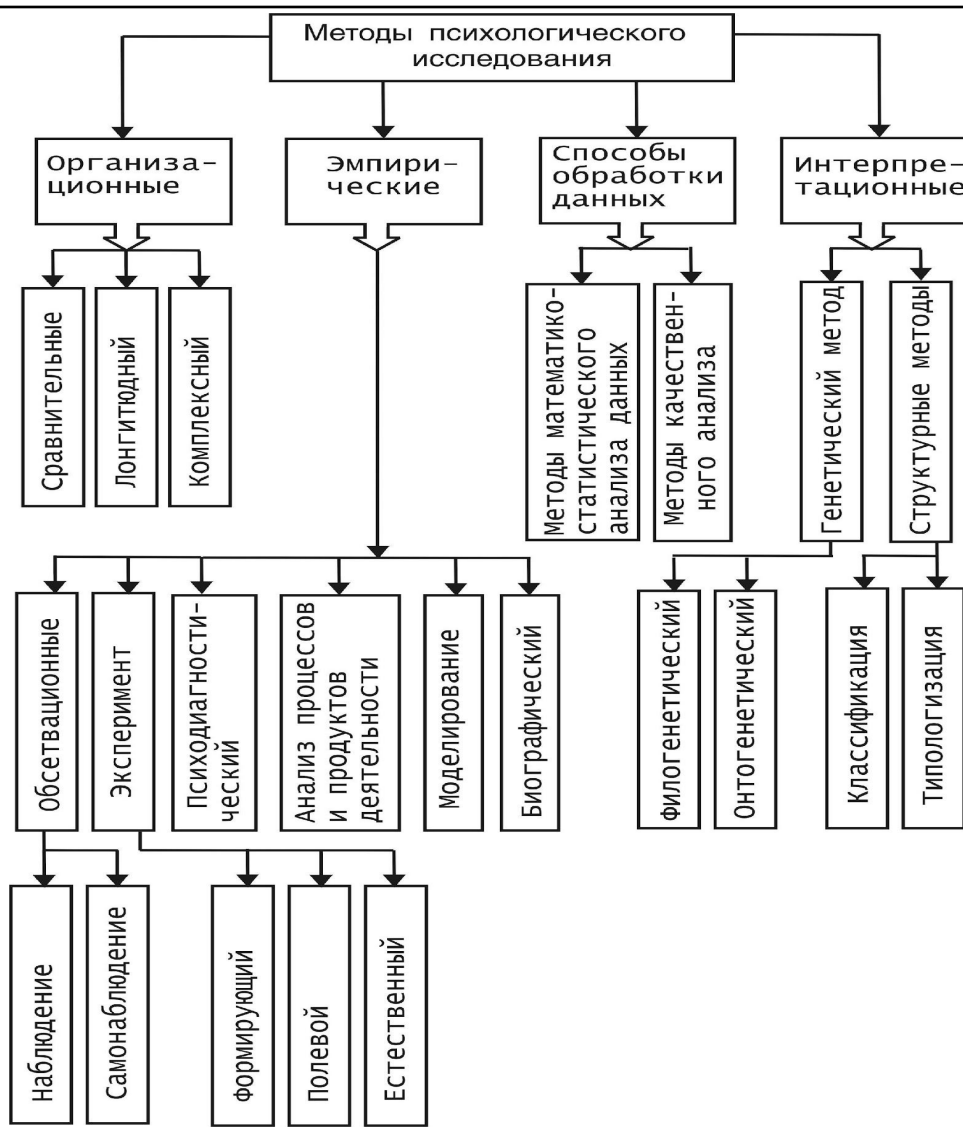 Методы психологического
исследования
Организа-
ционные
Эмпири-
ческие
Способы
обработки
данных
Интерпре-
тационные
Сравнительные
Лонгитюдный
Комплексный
Методы математико-
статистического
анализа данных
Методы качествен-
ного анализа
Генетический метод
Структурные методы
Обсетвационные
Эксперимент
Психодиагности-
ческий
Анализ процессов
и продуктов
деятельности
Моделирование
Биографический
Филогенетический
Онтогенетический
Классификация
Типологизация
Наблюдение
Самонаблюдение
Формирующий
Полевой
Естественный